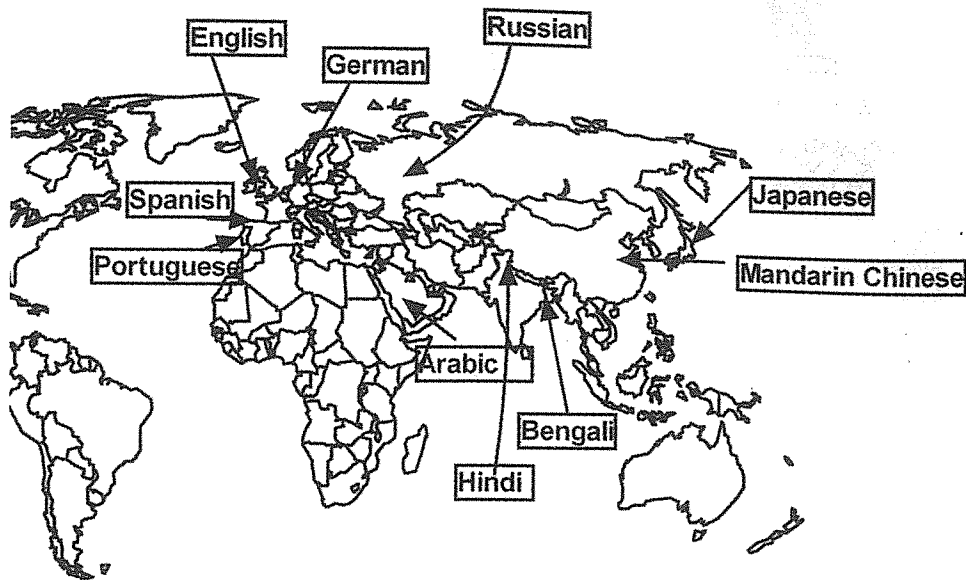 English
Russian
German
Spanish
Japanese
Portuguese
Mandarin Chinese
Arabic
Bengali
Hindi